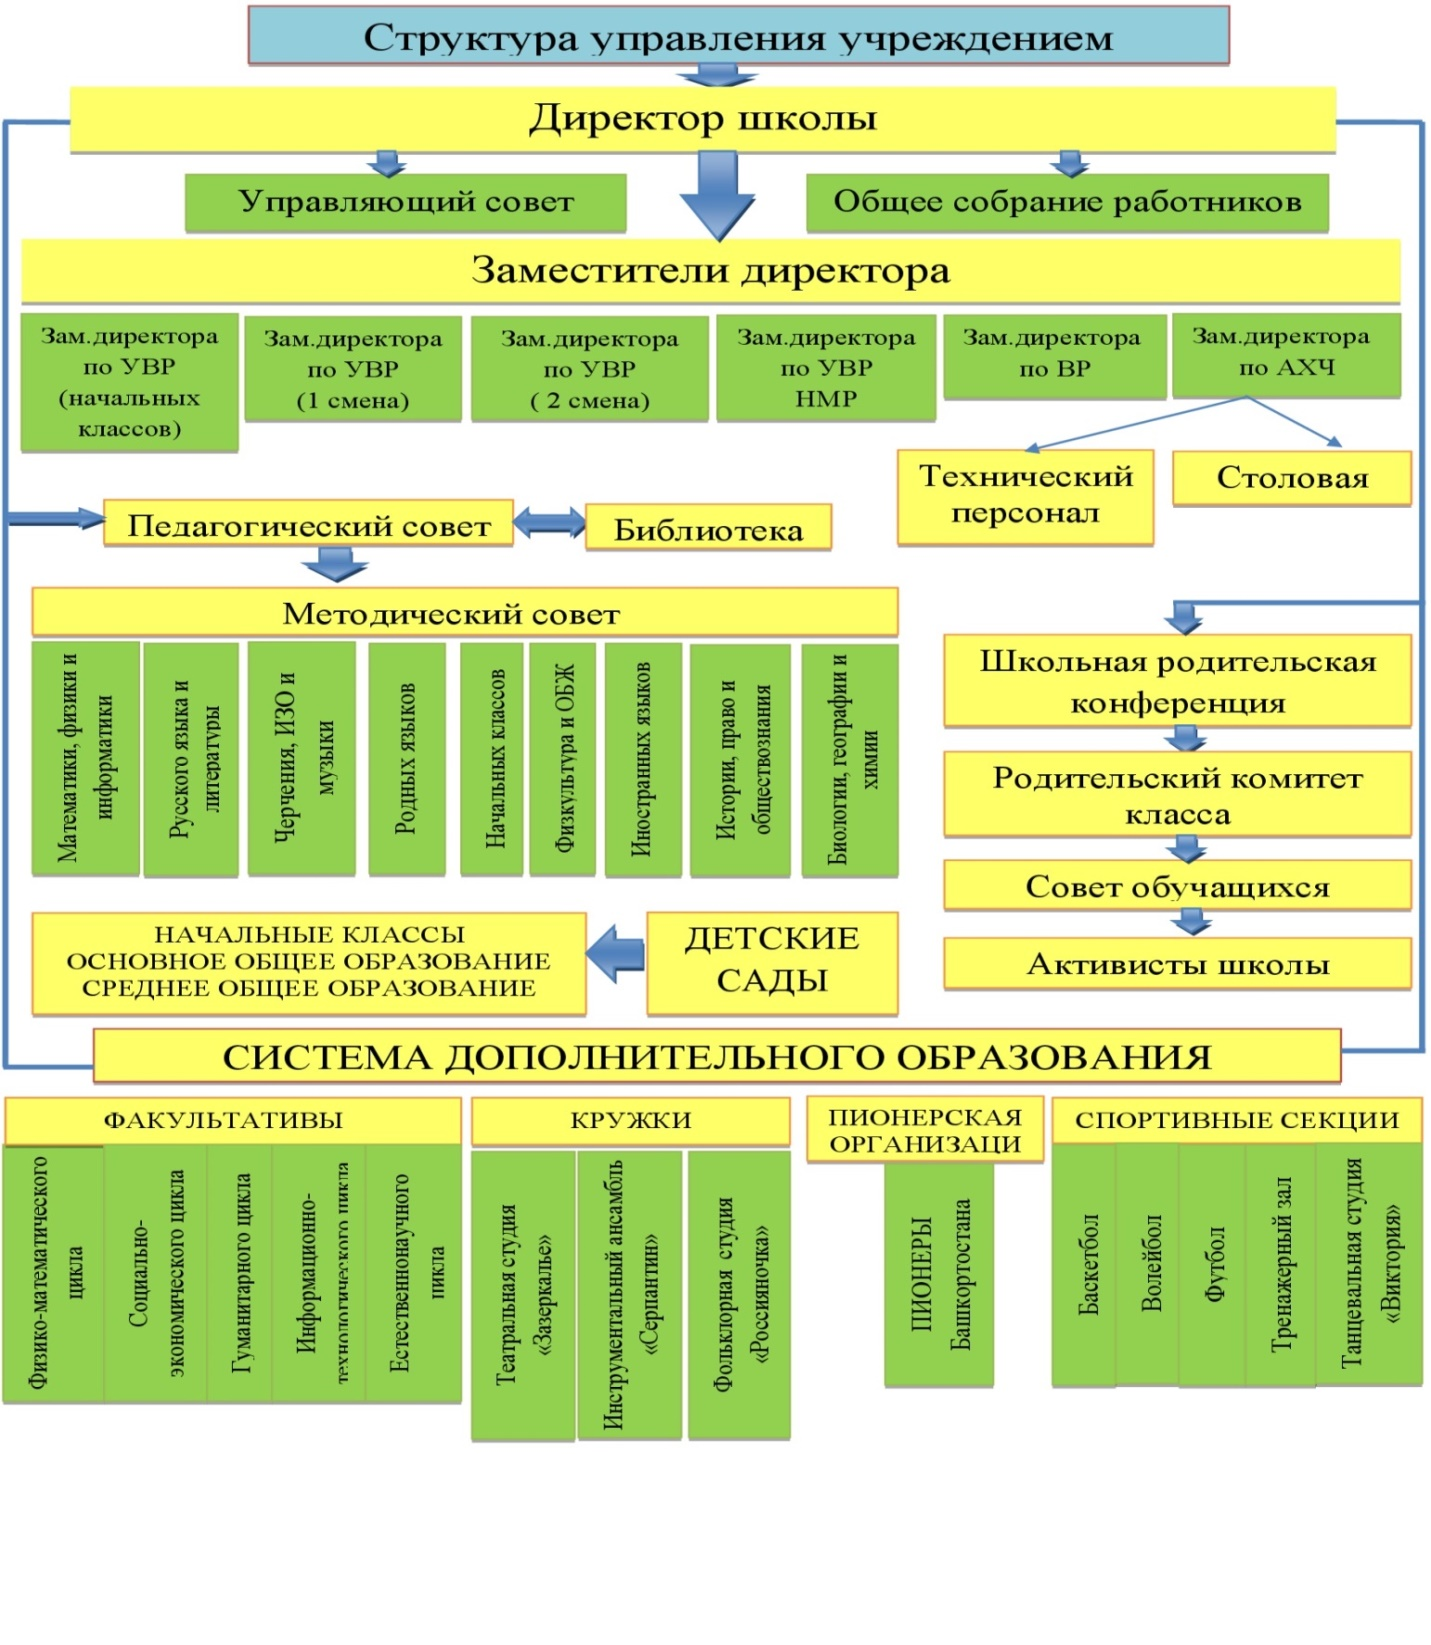 Структура управления учреждением
Директор школы
Управляющий совет
Общее собрание работников
Заместители директора
Зам.директора
по УВР
(начальных
классов)
Зам.директора
по УВР
(1 смена)
Зам.директора
по УВР
( 2 смена)
Зам.директора
по УВР
НМР
Зам.директора
по ВР
Зам.директора
по АХЧ
Технический
персонал
Столовая
Педагогический совет
Библиотека
Методический совет
Математики, физики и
информатики
Русского языка и
литературы
Черчения, ИЗО и
музыки
Родных языков
Начальных классов
Физкультура и ОБЖ
Иностранных языков
Истории, право и
обществознания
Биологии, географии и
химии
Школьная родительская
конференция
Родительский комитет
класса
Совет обучащихся
Активисты школы
НАЧАЛЬНЫЕ КЛАССЫ
ОСНОВНОЕ ОБЩЕЕ ОБРАЗОВАНИЕ
СРЕДНЕЕ ОБЩЕЕ ОБРАЗОВАНИЕ
ДЕТСКИЕ
САДЫ
СИСТЕМА ДОПОЛНИТЕЛЬНОГО ОБРАЗОВАНИЯ
ФАКУЛЬТАТИВЫ
Физико-математического
цикла
Социально-
экономического цикла
Гуманитарного цикла
Информационно-
технологического цикла
Естественнонаучного
цикла
КРУЖКИ
Театральная студия
«Зазеркалье»
Инструментальный ансамбль
«Серпантин»
Фольклорная студия
«Россияночка»
ПИОНЕРСКАЯ
ОРГАНИЗАЦИ
ПИОНЕРЫ
Башкортостана
СПОРТИВНЫЕ СЕКЦИИ
Баскетбол
Волейбол
Футбол
Тренажерный зал
Танцевальная студия
«Виктория»